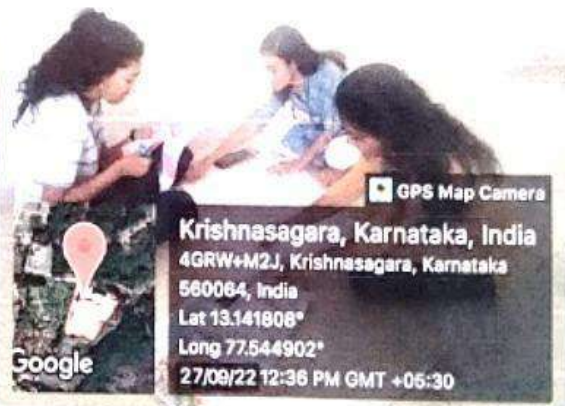 GPS Map Camera
Krishnasagara, Karnataka, India
4GRW+M2J, Krishnasagara, Karnataka
560064, India
Lat 13.141808°
Long 77.544902°
27/09/22 12:36 PM GMT +05:30
Google